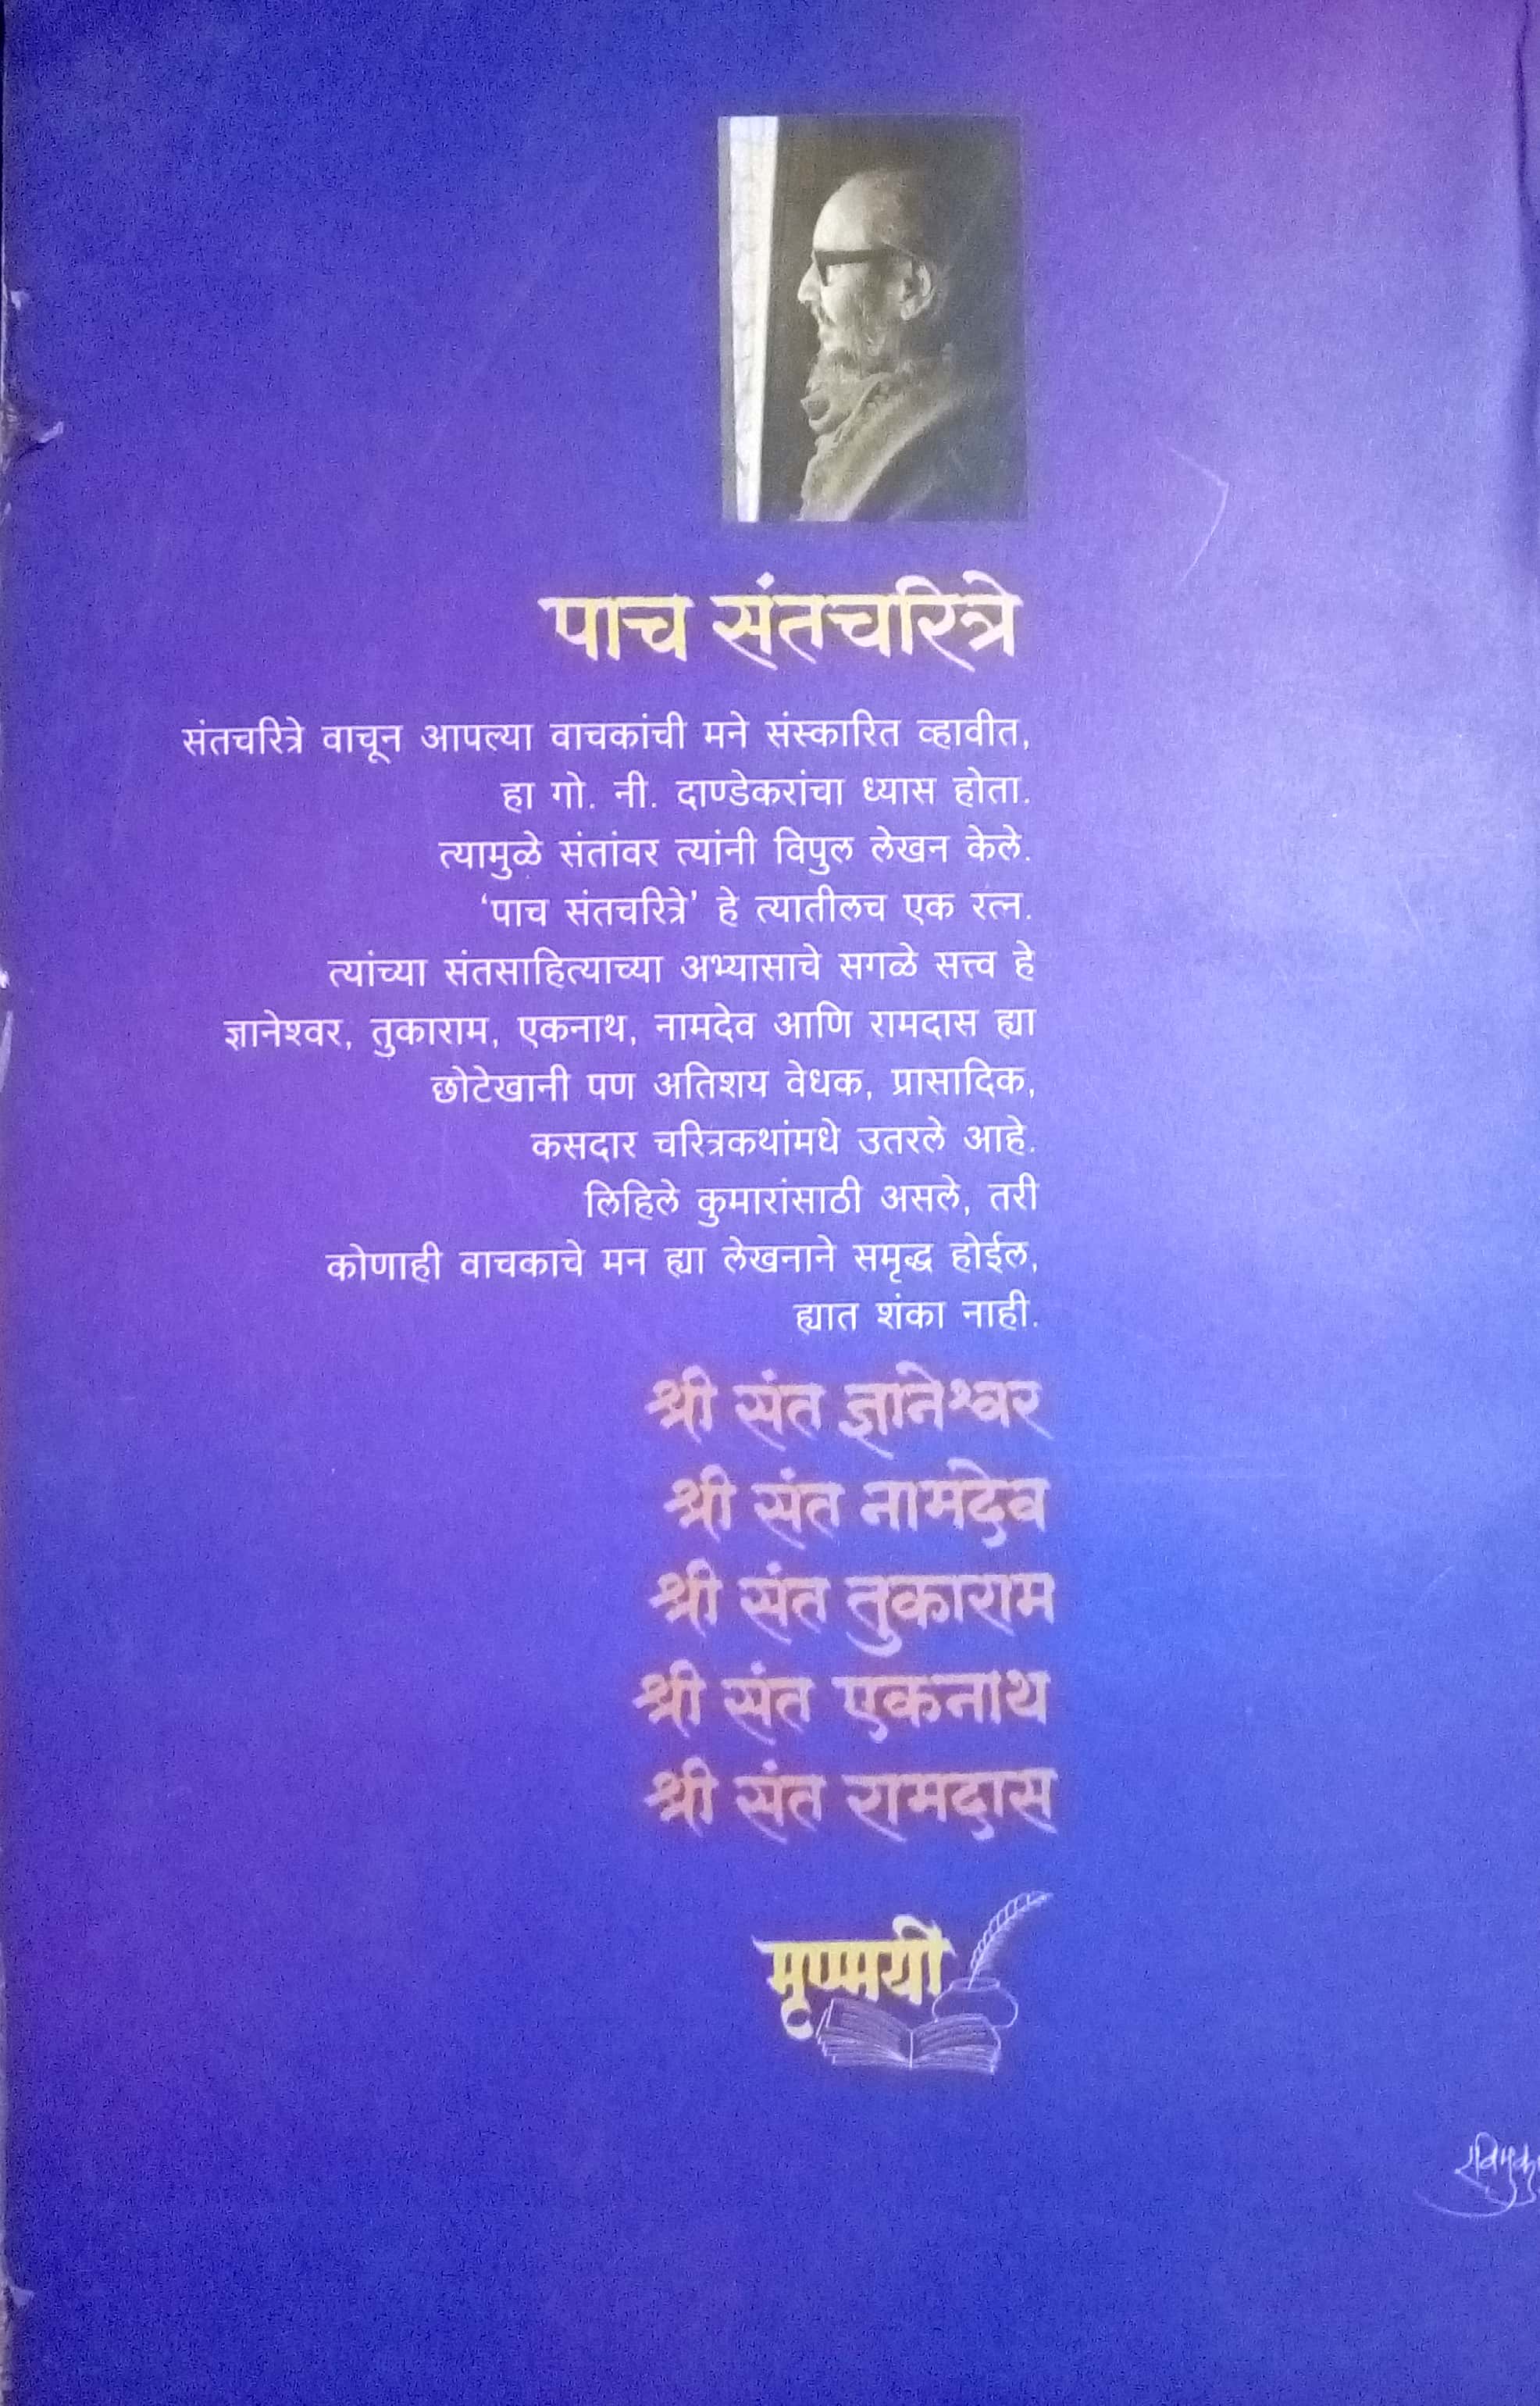 पाच संतचरित्रे
संतचरित्रे वाचून आपल्या वाचकांची मने संस्कारित व्हावीत,
हा गो. नी. दाण्डेकरांचा ध्यास होता.
त्यामुळे संतांवर त्यांनी विपुल लेखन केले.
‘पाच संतचरित्रे’ हे त्यातीलच एक रत्न.
त्यांच्या संतसाहित्याच्या अभ्यासाचे सगळे सत्त्व हे
ज्ञानेश्वर, तुकाराम, एकनाथ, नामदेव आणि रामदास ह्या
छोटेखानी पण अतिशय वेधक, प्रासादिक,
कसदार चरित्रकथांमधे उतरले आहे.
लिहिले कुमारांसाठी असले, तरी
कोणाही वाचकाचे मन ह्या लेखनाने समृद्ध होईल,
ह्यात शंका नाही.
श्री संत ज्ञानेश्वर
श्री संत नामदेव
श्री संत तुकाराम
श्री संत एकनाथ
श्री संत रामदास
मृण्मयी